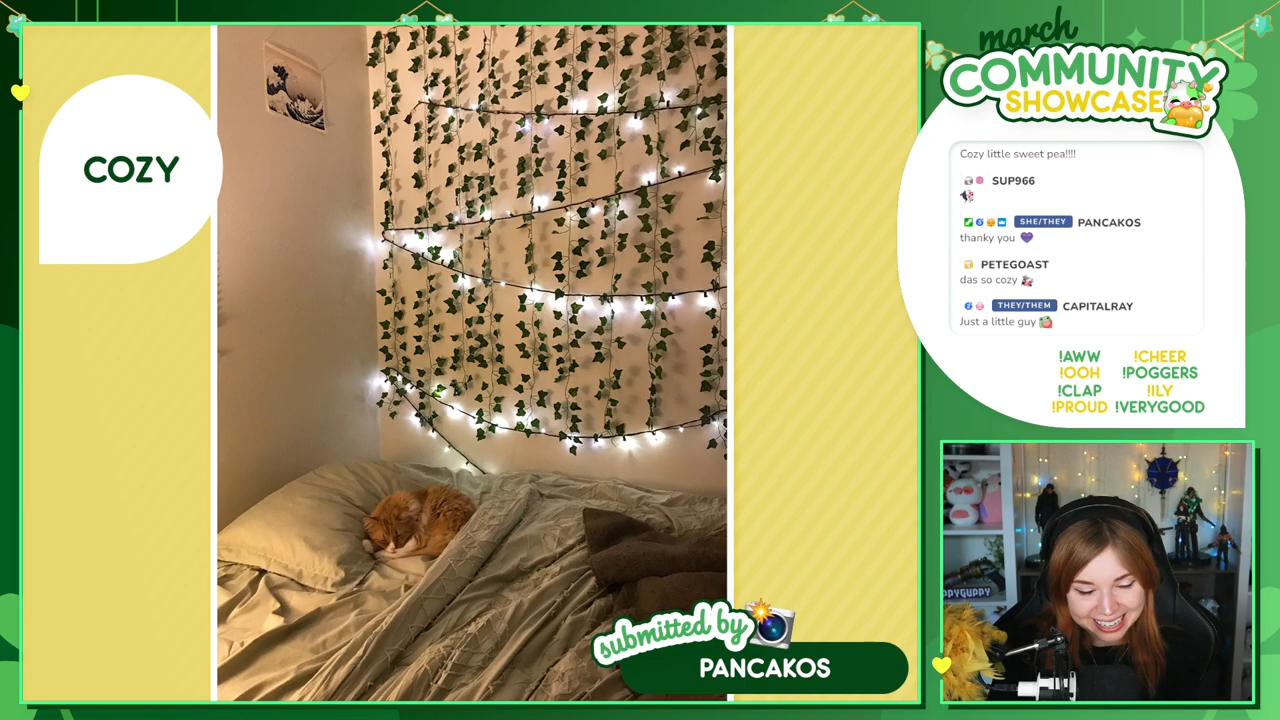 COZY
submitted by
PANCAKOS
march
COMMUNITY
SHOWCASE
Cozy little sweet pea!!!!
SUP966
SHE/THEY PANCAKOS
thanky you
PETEGOAST
das so cozy
THEY/THEM CAPITALRAY
Just a little guy
!AWW !CHEER
!OOH !POGGERS
!CLAP !ILY
!PROUD !VERYGOOD
PYGUPPY